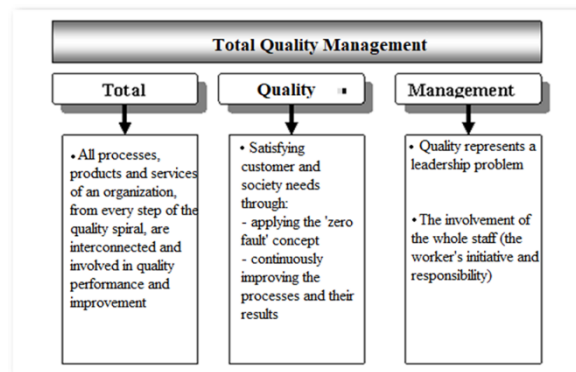 Total Quality Management
Total
Quality
Management
• All processes,
products and services
of an organization,
from every step of the
quality spiral, are
interconnected and
involved in quality
performance and
improvement
• Satisfying
customer and
society needs
through:
- applying the 'zero
fault' concept
- continuously
improving the
processes and their
results
• Quality represents a
leadership problem
• The involvement of
the whole staff (the
worker's initiative and
responsibility)